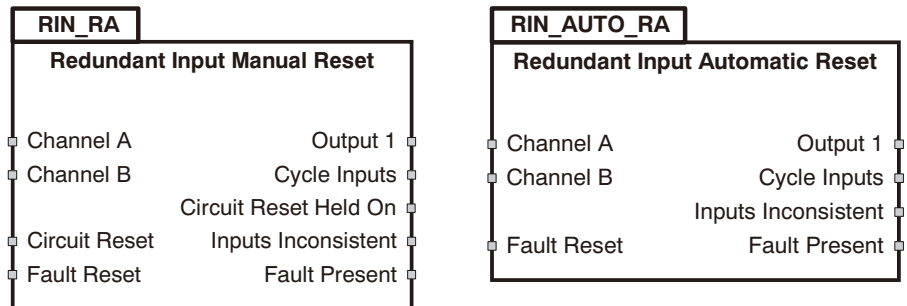 RIN_RA
Redundant Input Manual Reset
Channel A Output 1
Channel B Cycle Inputs
Circuit Reset Held On
Circuit Reset Inputs Inconsistent
Fault Reset Fault Present
RIN_AUTO_RA
Redundant Input Automatic Reset
Channel A Output 1
Channel B Cycle Inputs
Inputs Inconsistent
Fault Reset Fault Present